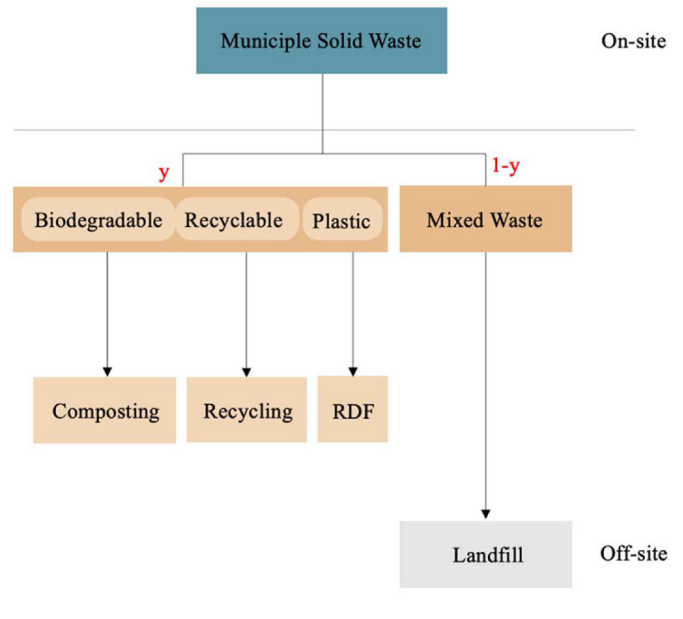 Municiple Solid Waste
On-site
y
1-y
Biodegradable
Recyclable
Plastic
Mixed Waste
Composting
Recycling
RDF
Landfill
Off-site